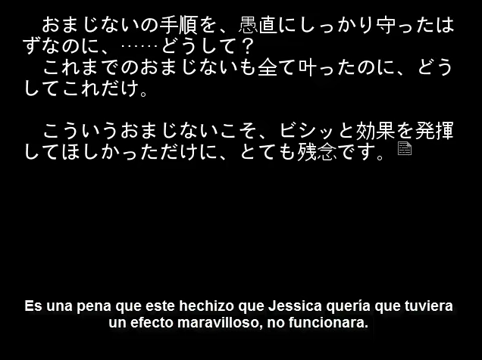 おまじないの手順を、愚直にしっかり守ったは
ずなのに、……どうして？
これまでのおまじないも全て叶ったのに、どう
してこれだけ。
こういうおまじないこそ、ビシッと効果を発揮
してほしかっただけに、とても残念です。
Es una pena que este hechizo que Jessica quería que tuviera
un efecto maravilloso, no funcionara.